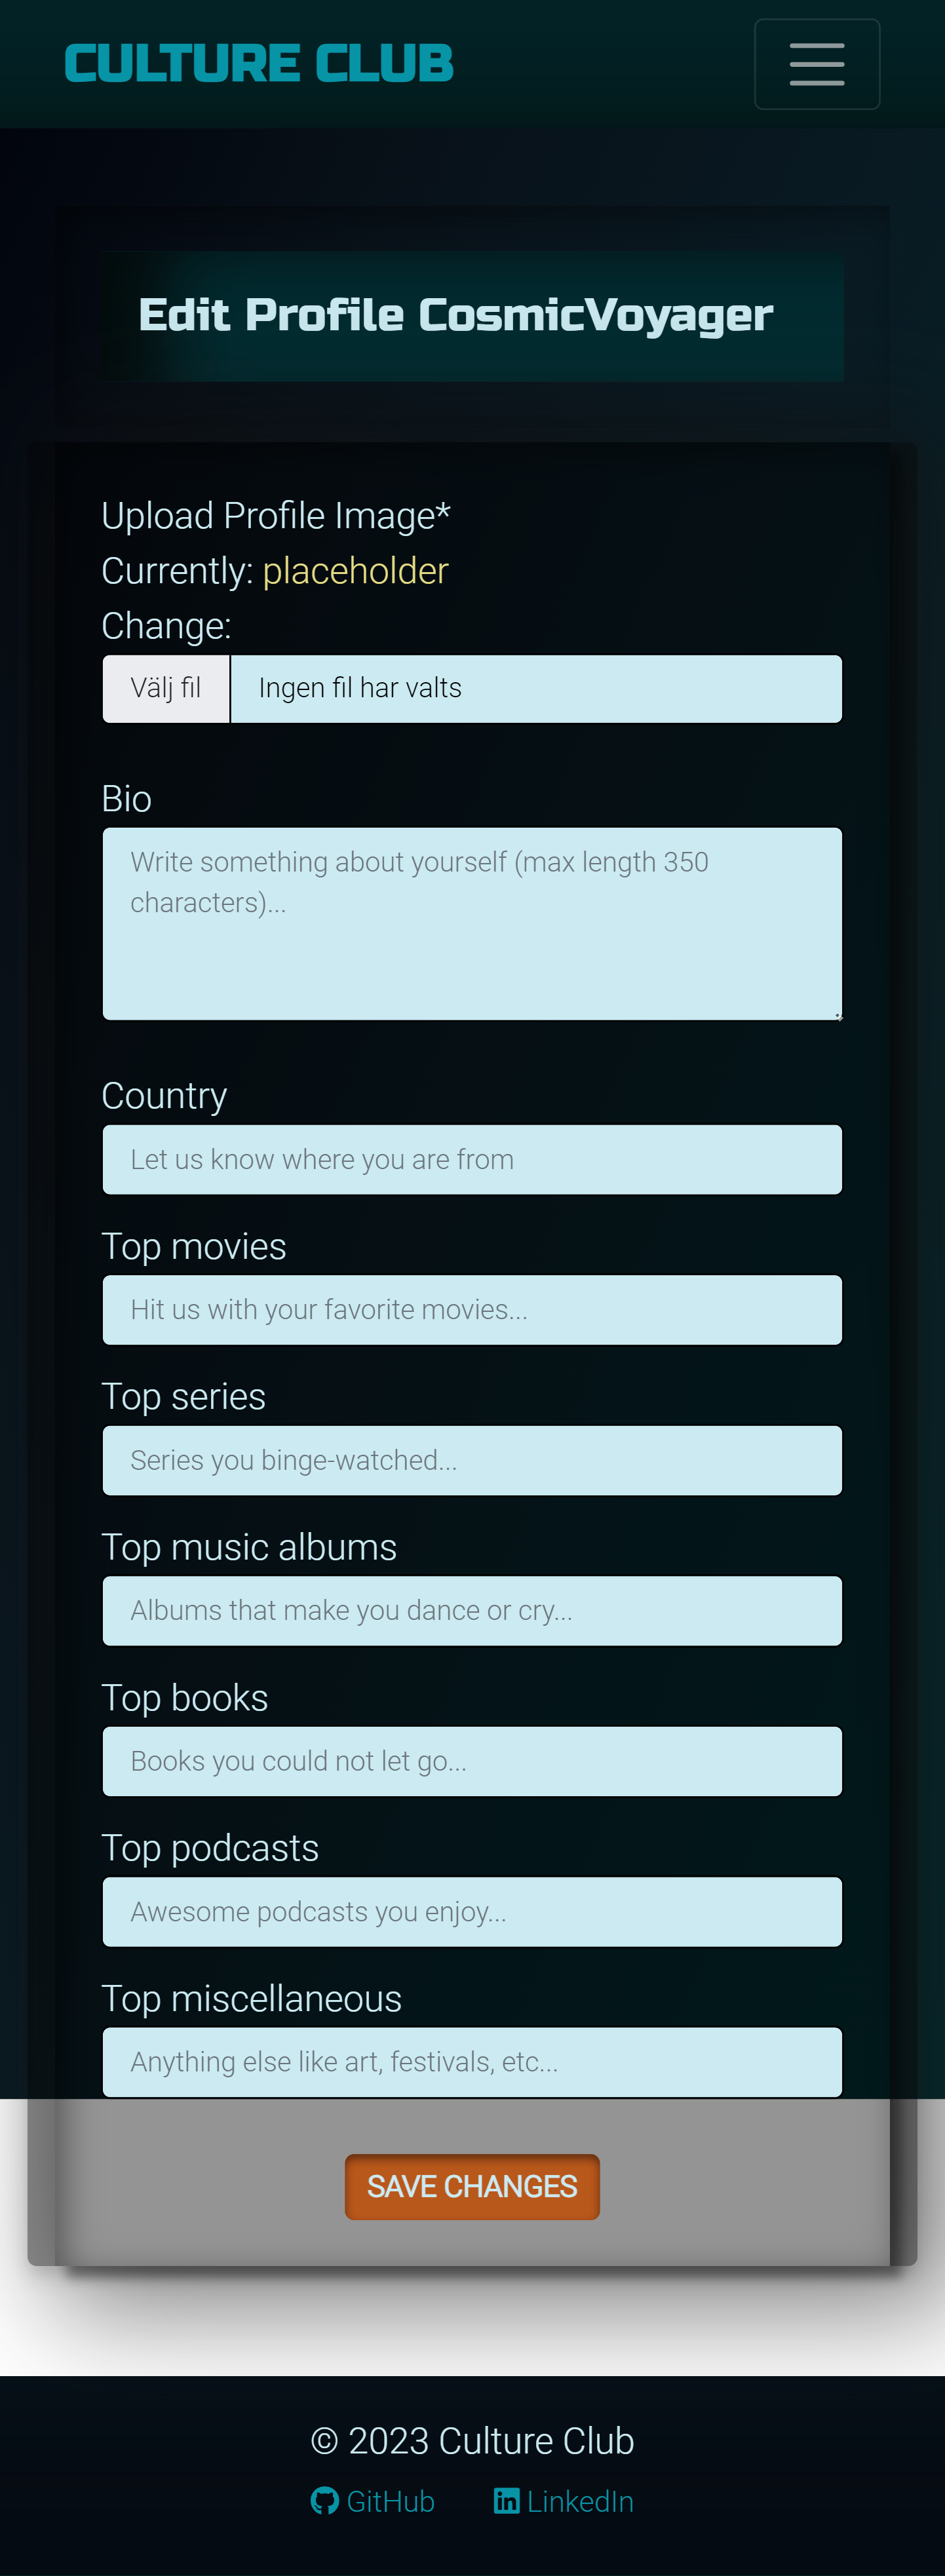 CULTURE CLUB
Edit Profile CosmicVoyager
Upload Profile Image*
Currently: placeholder
Change:
Välj fil Ingen fil har valts
Bio
Write something about yourself (max length 350
characters)...
Country
Let us know where you are from
Top movies
Hit us with your favorite movies...
Top series
Series you binge-watched...
Top music albums
Albums that make you dance or cry...
Top books
Books you could not let go...
Top podcasts
Awesome podcasts you enjoy...
Top miscellaneous
Anything else like art, festivals, etc...
SAVE CHANGES
© 2023 Culture Club
GitHub LinkedIn